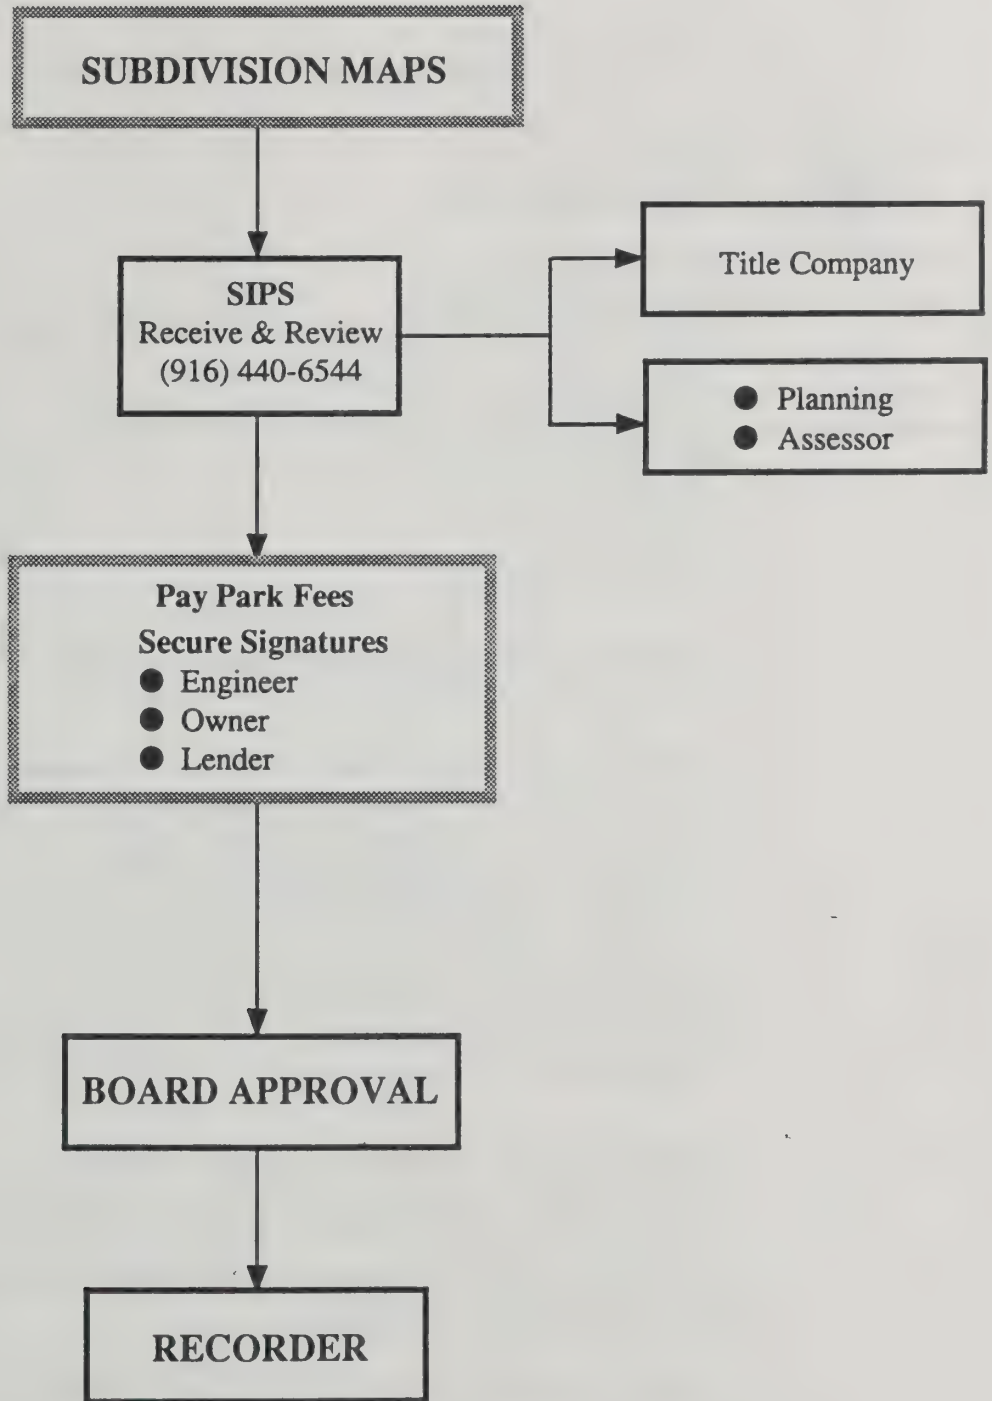 SUBDIVISION MAPS
SIPS
Receive & Review
(916) 440-6544
Title Company
● Planning
● Assessor
Pay Park Fees
Secure Signatures
● Engineer
● Owner
● Lender
BOARD APPROVAL
RECORDER